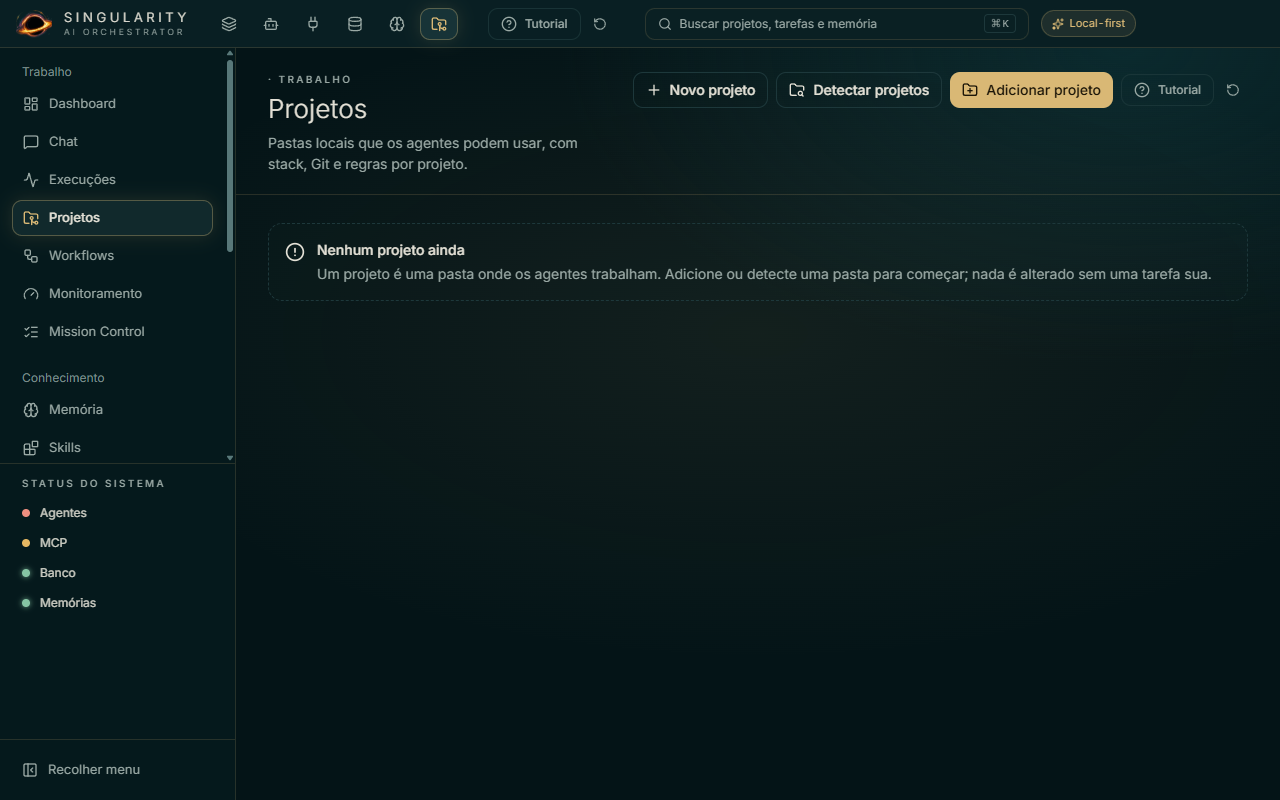 SINGULARITY
AI ORCHESTRATOR
Tutorial
Buscar projetos, tarefas e memória
⌘K
Local-first
Trabalho
Dashboard
Chat
Execuções
Projetos
Workflows
Monitoramento
Mission Control
Conhecimento
Memória
Skills
STATUS DO SISTEMA
Agentes
MCP
Banco
Memórias
Recolher menu
· TRABALHO
Projetos
Pastas locais que os agentes podem usar, com
stack, Git e regras por projeto.
Novo projeto
Detectar projetos
Adicionar projeto
Tutorial
Nenhum projeto ainda
Um projeto é uma pasta onde os agentes trabalham. Adicione ou detecte uma pasta para começar; nada é alterado sem uma tarefa sua.